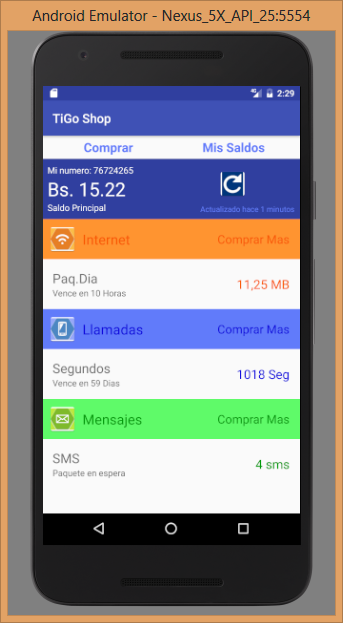 Android Emulator - Nexus_5X_API_25:5554
2:29
TiGo Shop
Comprar Mis Saldos
Mi numero: 76724265
Bs. 15.22
Saldo Principal
Actualizado hace 1 minutos
Internet Comprar Mas
Paq.Dia
11,25 MB
Vence en 10 Horas
Llamadas Comprar Mas
Segundos
1018 Seg
Vence en 59 Dias
Mensajes Comprar Mas
SMS
4 sms
Paquete en espera